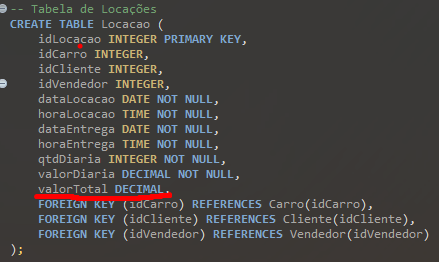 -- Tabela de Locações
CREATE TABLE Locacao (
idLocacao INTEGER PRIMARY KEY,
idCarro INTEGER,
idCliente INTEGER,
idVendedor INTEGER,
dataLocacao DATE NOT NULL,
horaLocacao TIME NOT NULL,
dataEntrega DATE NOT NULL,
horaEntrega TIME NOT NULL,
qtdDiaria INTEGER NOT NULL,
valorDiaria DECIMAL NOT NULL,
valorTotal DECIMAL,
FOREIGN KEY (idCarro) REFERENCES Carro(idCarro),
FOREIGN KEY (idCliente) REFERENCES Cliente(idCliente),
FOREIGN KEY (idVendedor) REFERENCES Vendedor(idVendedor)
);